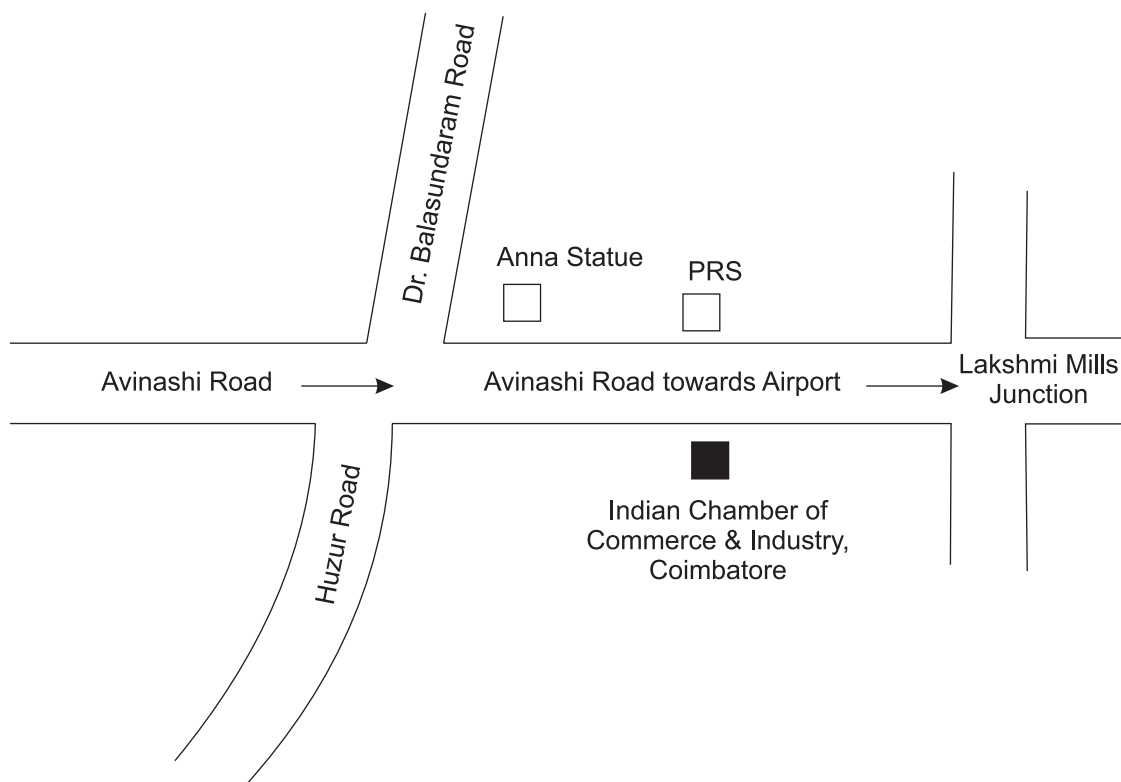 Dr. Balasundaram Road
Anna Statue
PRS
Avinashi Road
Avinashi Road towards Airport
Lakshmi Mills
Junction
Huzur Road
Indian Chamber of
Commerce & Industry,
Coimbatore